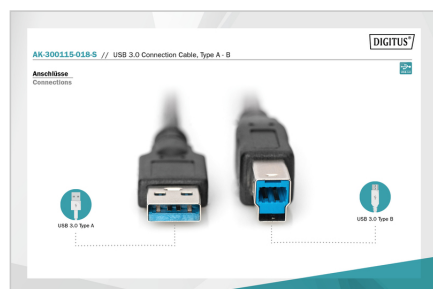 DIGITUS®
AK-300115-018-S // USB 3.0 Connection Cable, Type A - B
Anschlüsse
Connections
USB 3.0 Type A
USB 3.0 Type B